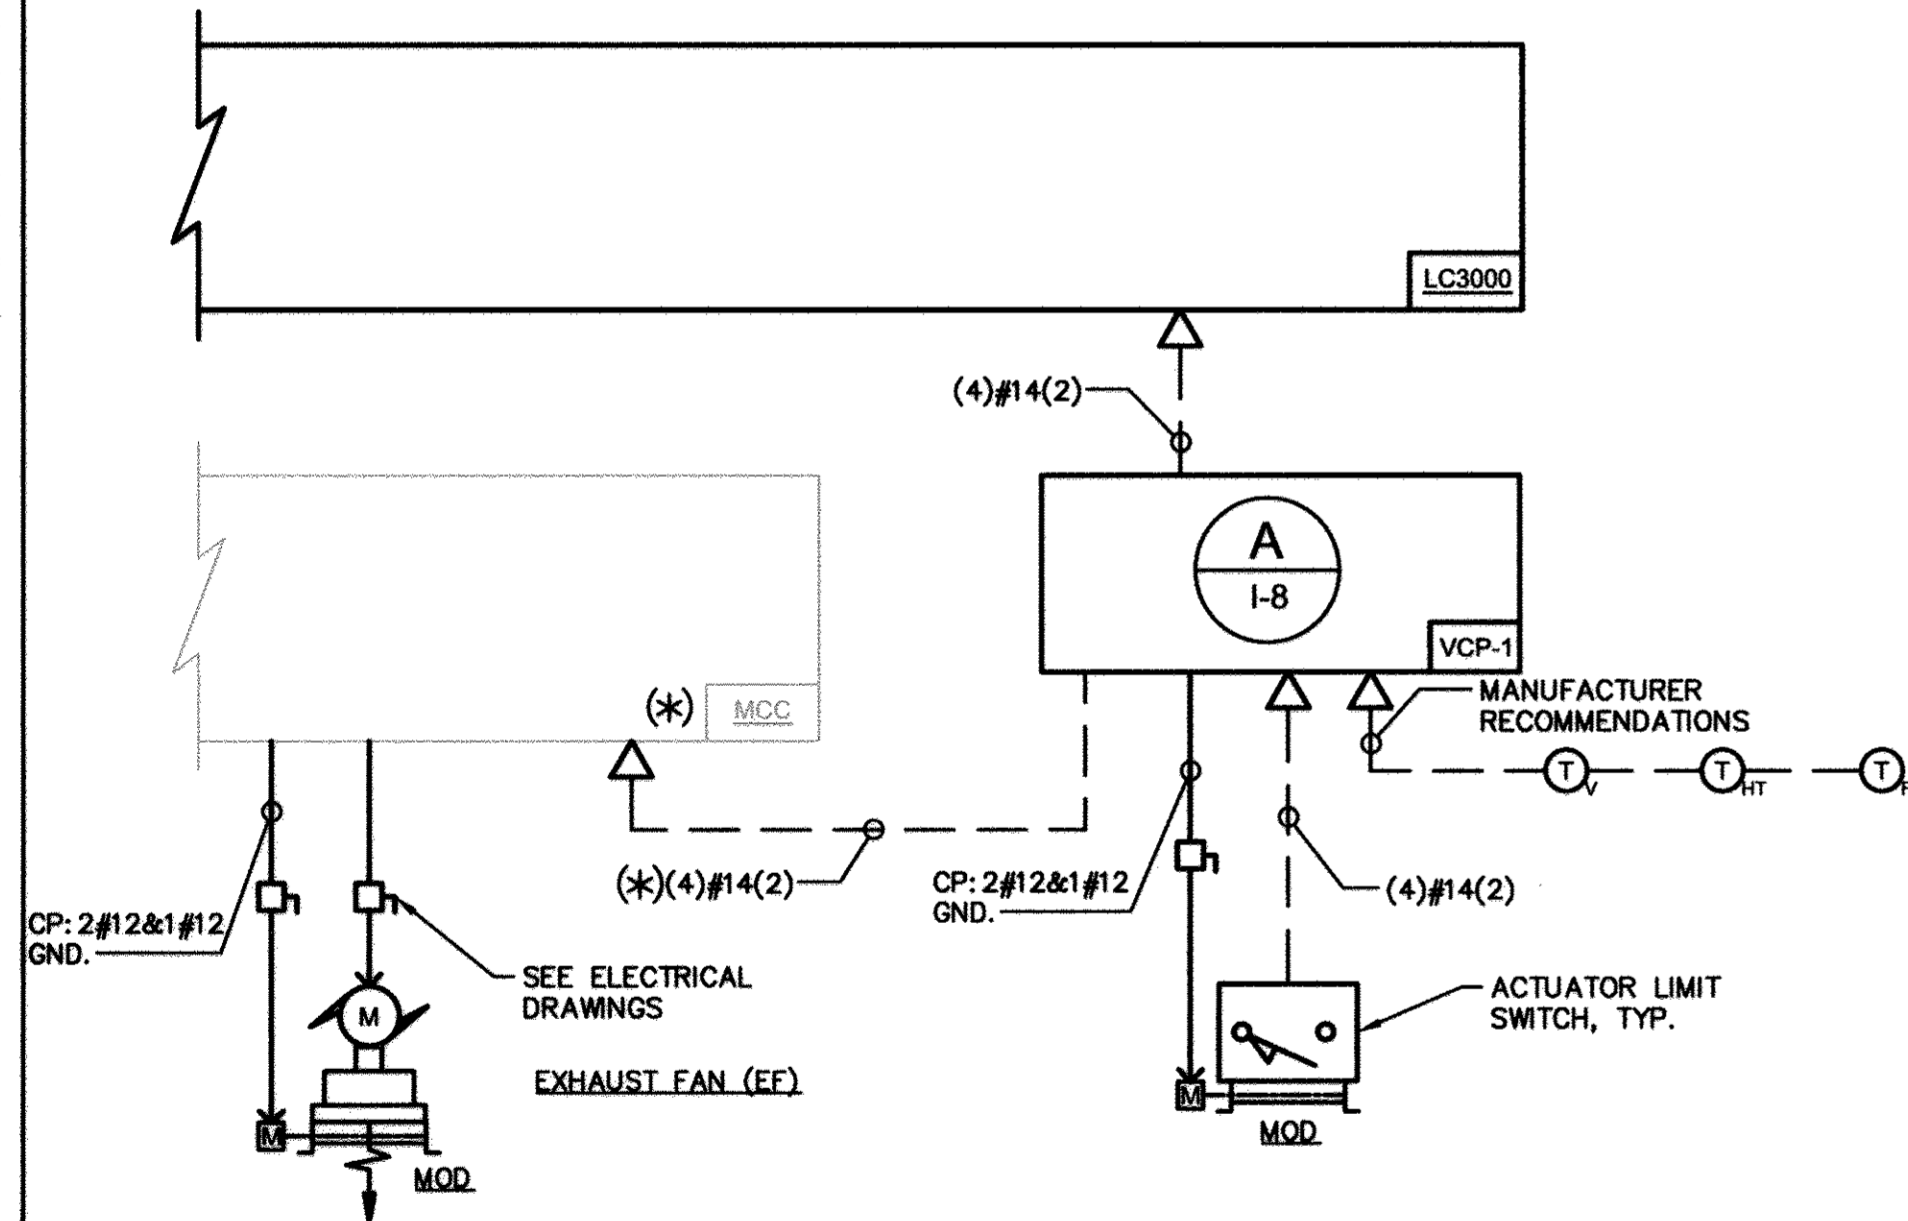 LC3000
(4)#14(2)
A
I-8
VCP-1
(*)
MCC
MANUFACTURER
RECOMMENDATIONS
T V
T HT
T
(*)(4)#14(2)
CP: 2#12&1#12
GND.
(4)#14(2)
CP: 2#12&1#12
GND.
SEE ELECTRICAL
DRAWINGS
ACTUATOR LIMIT
SWITCH, TYP.
M
EXHAUST FAN (EF)
M
MOD
M
MOD